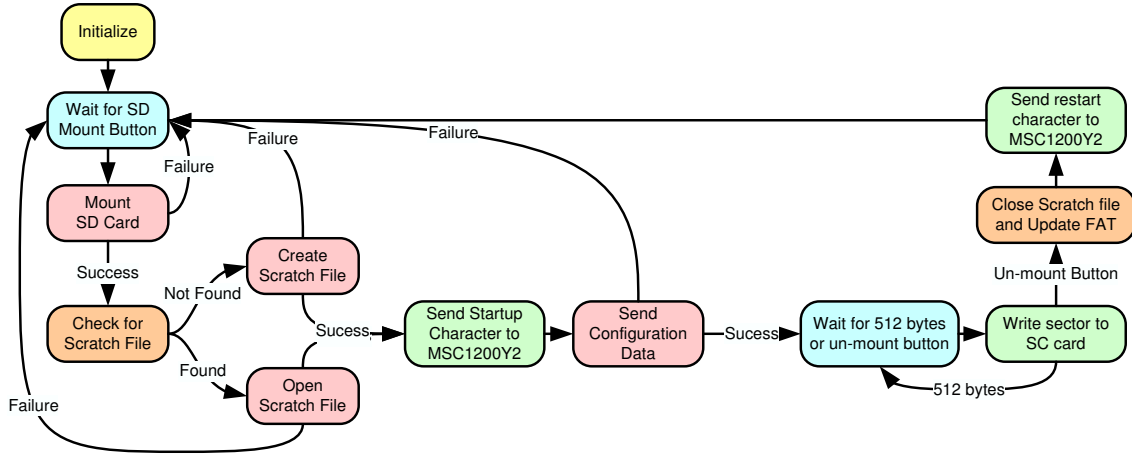 Initialize
Wait for SD
Mount Button
Failure
Mount
SD Card
Success
Check for
Scratch File
Not Found
Found
Failure
Create
Scratch File
Failure
Open
Scratch File
Sucess
Failure
Send Startup
Character to
MSC1200Y2
Send
Configuration
Data
Sucess
Wait for 512 bytes
or un-mount button
Write sector to
SC card
512 bytes
Un-mount Button
Close Scratch file
and Update FAT
Send restart
character to
MSC1200Y2